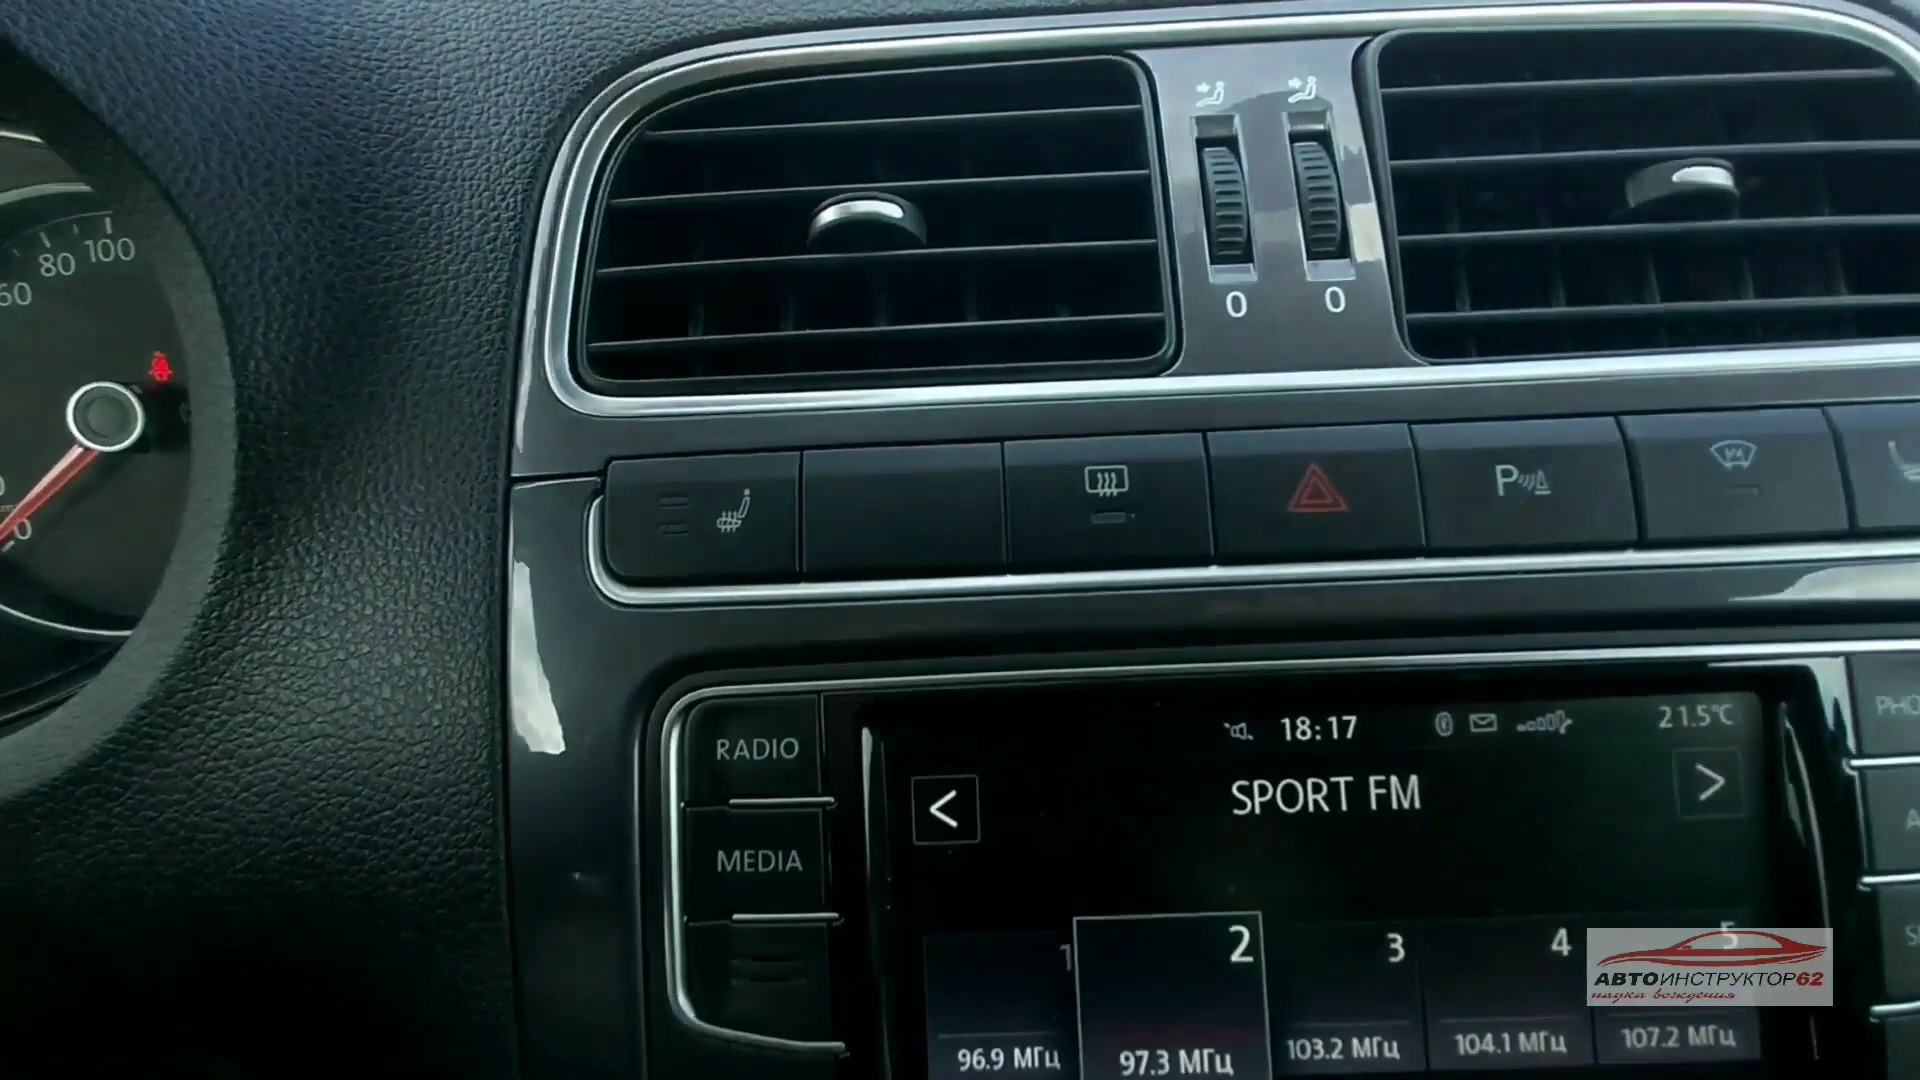 100
80
60
0
0
0
P
RADIO
MEDIA
18:17
21.5°C
<
SPORT FM
>
1
2
3
4
5
96.9 МГц
97.3 МГц
103.2 МГц
104.1 МГц
107.2 МГц
АВТОИНСТРУКТОР62
наука вождения